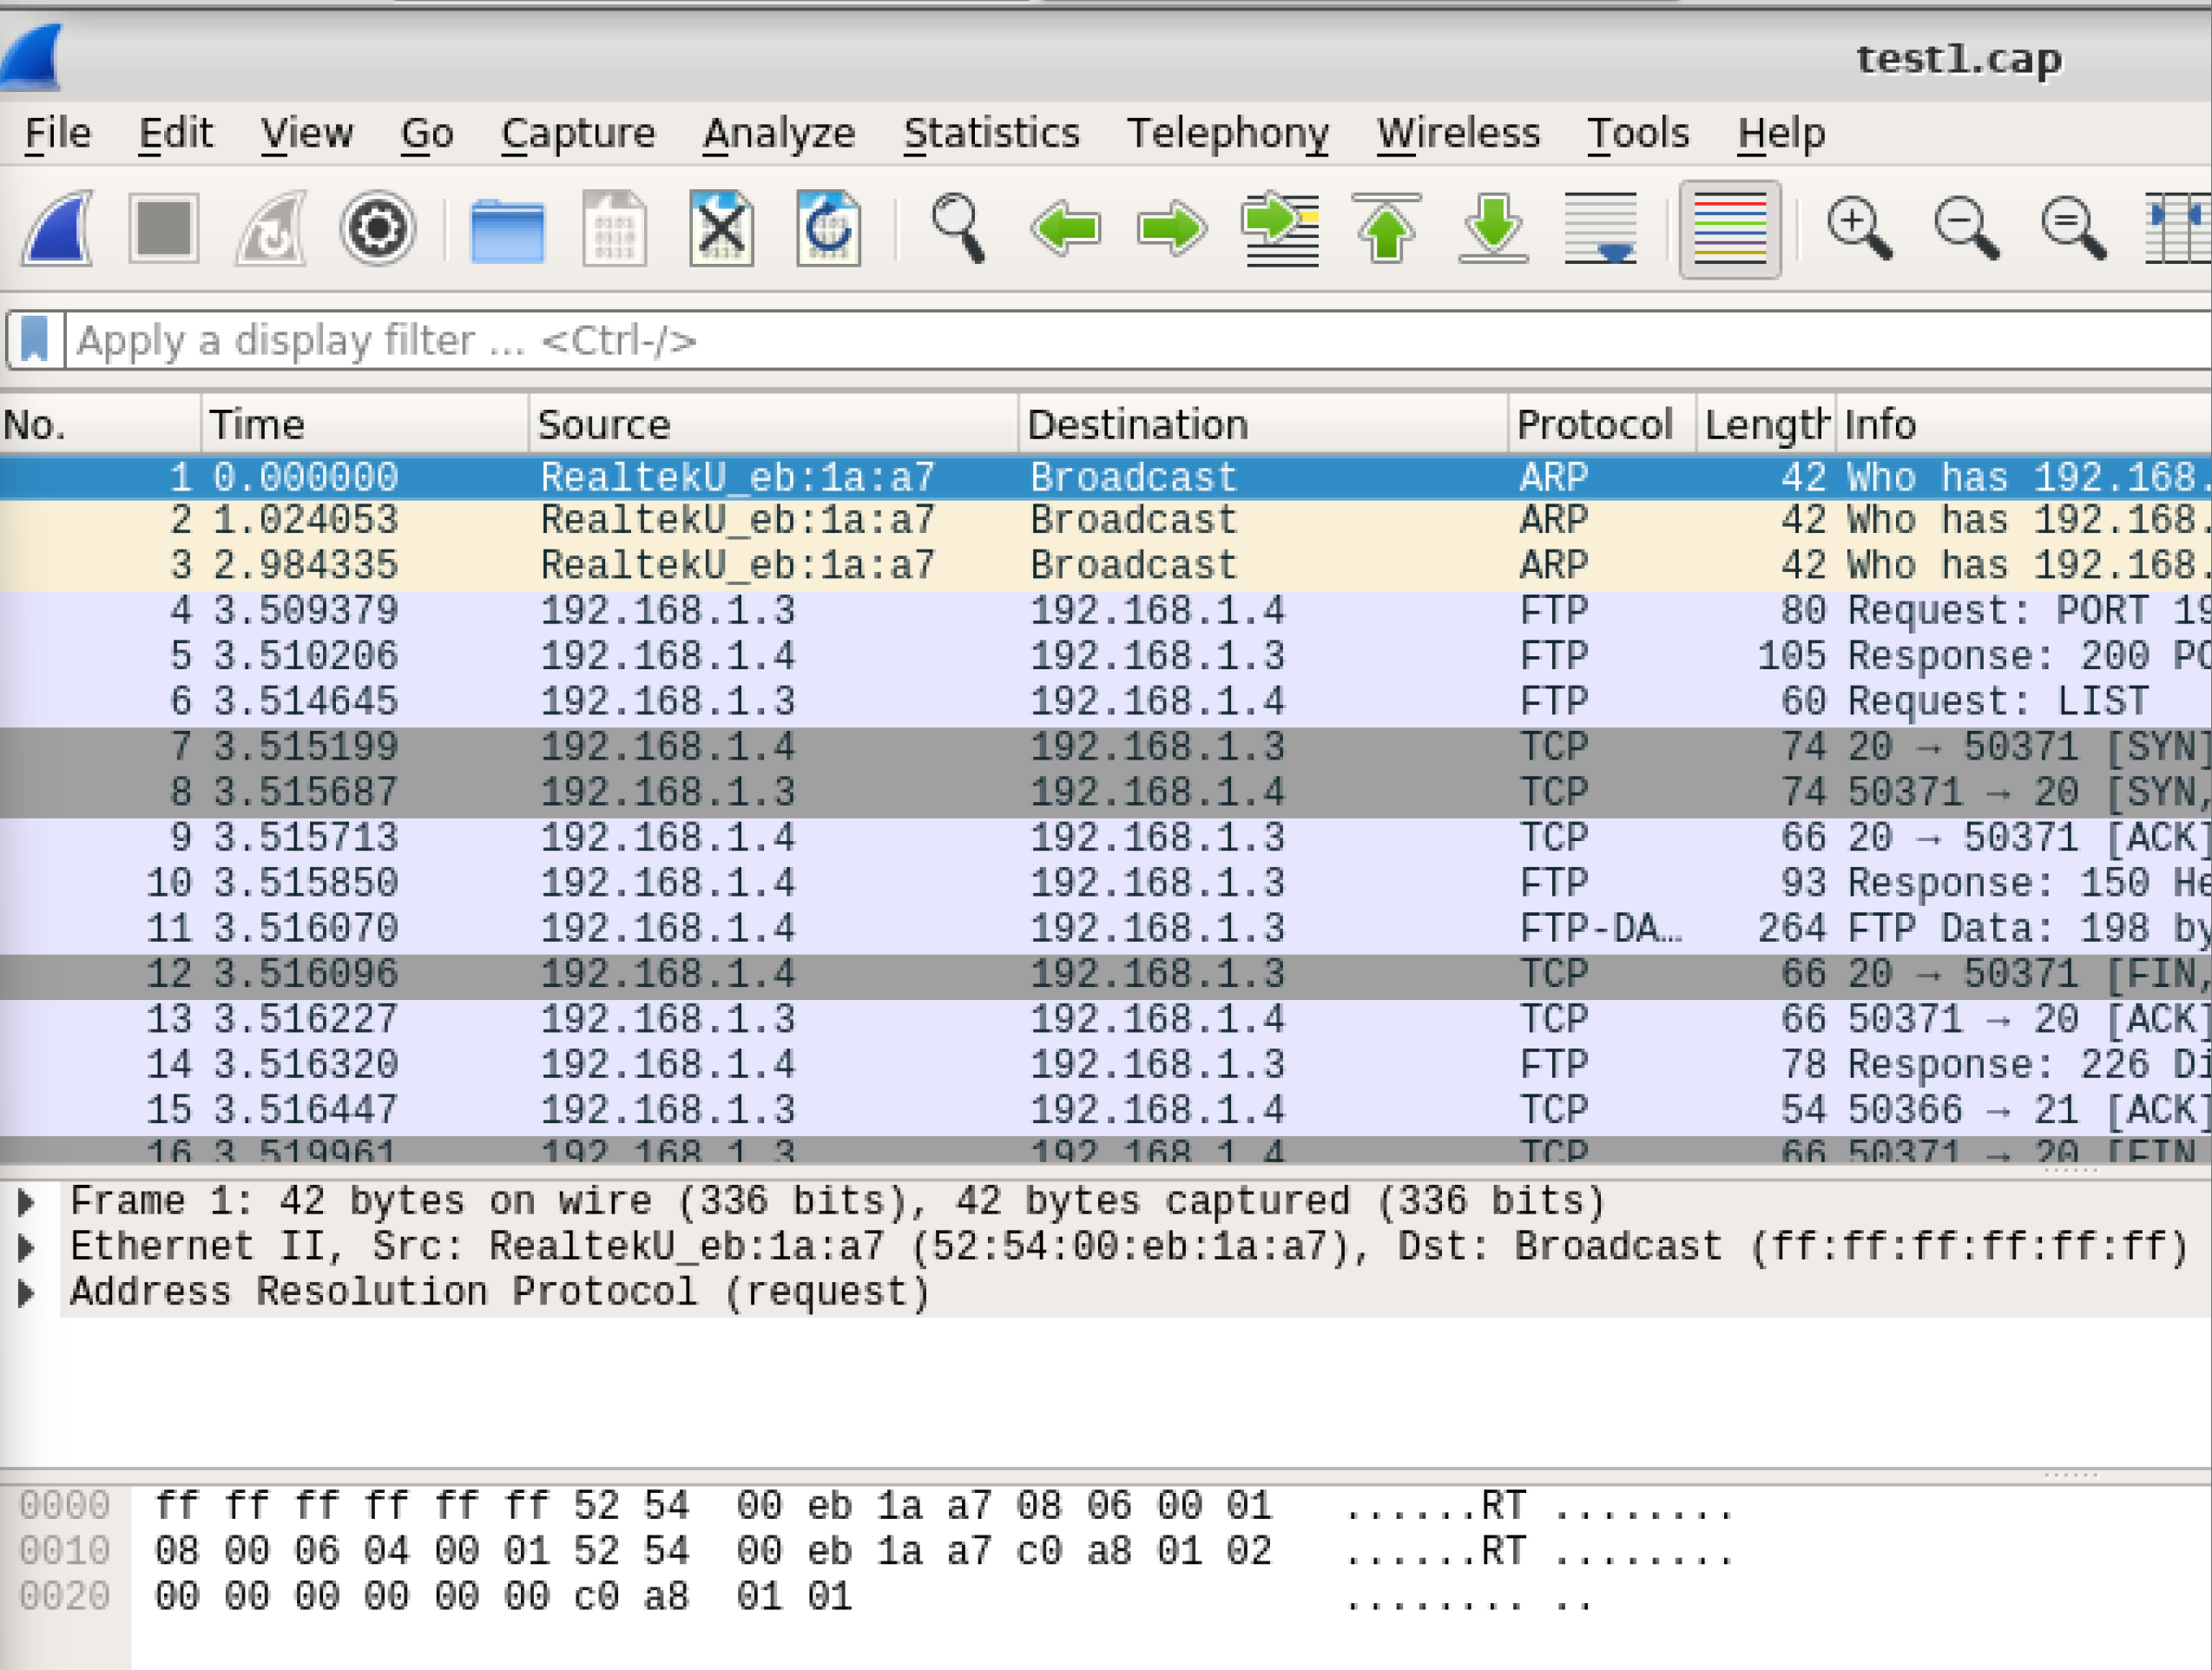 test1.cap
File Edit View Go Capture Analyze Statistics Telephony Wireless Tools Help
Apply a display filter ... <Ctrl-/>
No. Time Source Destination Protocol Length Info
1 0.000000 RealtekU_eb:1a:a7 Broadcast ARP 42 Who has 192.168.
2 1.024053 RealtekU_eb:1a:a7 Broadcast ARP 42 Who has 192.168.
3 2.984335 RealtekU_eb:1a:a7 Broadcast ARP 42 Who has 192.168.
4 3.509379 192.168.1.3 192.168.1.4 FTP 80 Request: PORT 19
5 3.510206 192.168.1.4 192.168.1.3 FTP 105 Response: 200 PO
6 3.514645 192.168.1.3 192.168.1.4 FTP 60 Request: LIST
7 3.515199 192.168.1.4 192.168.1.3 TCP 74 20 → 50371 [SYN]
8 3.515687 192.168.1.3 192.168.1.4 TCP 74 50371 → 20 [SYN,
9 3.515713 192.168.1.4 192.168.1.3 TCP 66 20 → 50371 [ACK]
10 3.515850 192.168.1.4 192.168.1.3 FTP 93 Response: 150 He
11 3.516070 192.168.1.4 192.168.1.3 FTP-DA… 264 FTP Data: 198 by
12 3.516096 192.168.1.4 192.168.1.3 TCP 66 20 → 50371 [FIN,
13 3.516227 192.168.1.3 192.168.1.4 TCP 66 50371 → 20 [ACK]
14 3.516320 192.168.1.4 192.168.1.3 FTP 78 Response: 226 Di
15 3.516447 192.168.1.3 192.168.1.4 TCP 54 50366 → 21 [ACK]
16 3.519961 192.168.1.3 192.168.1.4 TCP 66 50371 → 20 [FIN
Frame 1: 42 bytes on wire (336 bits), 42 bytes captured (336 bits)
Ethernet II, Src: RealtekU_eb:1a:a7 (52:54:00:eb:1a:a7), Dst: Broadcast (ff:ff:ff:ff:ff:ff)
Address Resolution Protocol (request)
0000 ff ff ff ff ff ff 52 54 00 eb 1a a7 08 06 00 01 ......RT ........
0010 08 00 06 04 00 01 52 54 00 eb 1a a7 c0 a8 01 02 ......RT ........
0020 00 00 00 00 00 00 c0 a8 01 01 ........ ..